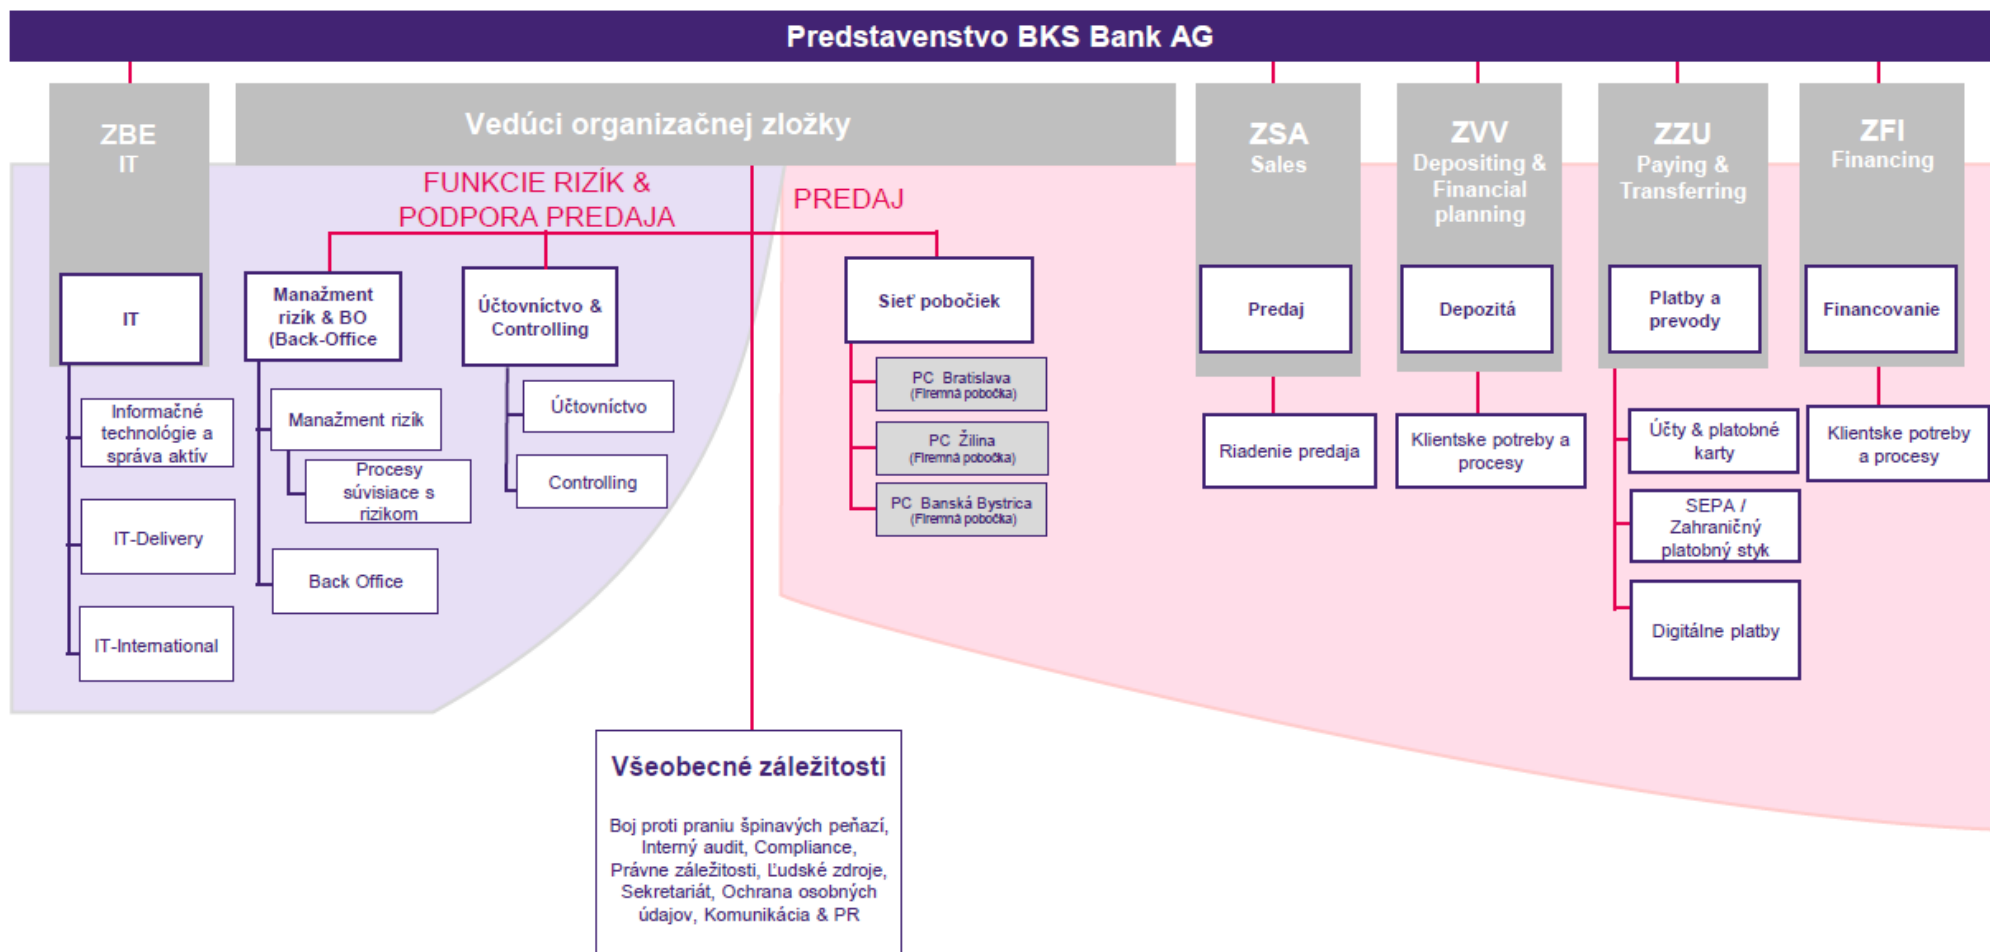 Predstavenstvo BKS Bank AG
ZBE
IT
Vedúci organizačnej zložky
ZSA
Sales
ZVV
Depositing &
Financial
planning
ZZU
Paying &
Transferring
ZFI
Financing
FUNKCIE RIZÍK &
PODPORA PREDAJA
PREDAJ
IT
Manažment
rizík & BO
(Back-Office
Účtovníctvo &
Controlling
Sieť pobočiek
Predaj
Depozitá
Platby a
prevody
Financovanie
Informačné
technológie a
správa aktív
IT-Delivery
IT-International
Manažment rizík
Procesy
súvisiace s
rizikom
Back Office
Účtovníctvo
Controlling
PC Bratislava
(Firemná pobočka)
PC Žilina
(Firemná pobočka)
PC Banská Bystrica
(Firemná pobočka)
Riadenie predaja
Klientske potreby a
procesy
Účty & platobné
karty
SEPA /
Zahraničný
platobný styk
Digitálne platby
Klientske potreby
a procesy
Všeobecné záležitosti
Boj proti praniu špinavých peňazí,
Interný audit, Compliance,
Právne záležitosti, Ľudské zdroje,
Sekretariát, Ochrana osobných
údajov, Komunikácia & PR